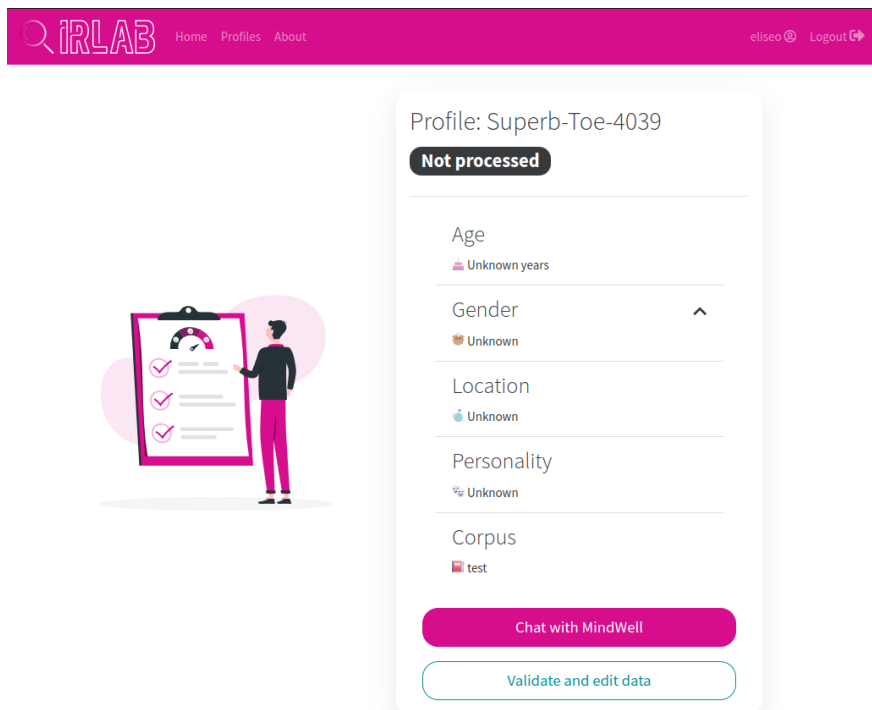 iRLAB Home Profiles About eliseo Logout
Profile: Superb-Toe-4039
Not processed
Age
Unknown years
Gender
Unknown
Location
Unknown
Personality
Unknown
Corpus
test
Chat with MindWell
Validate and edit data